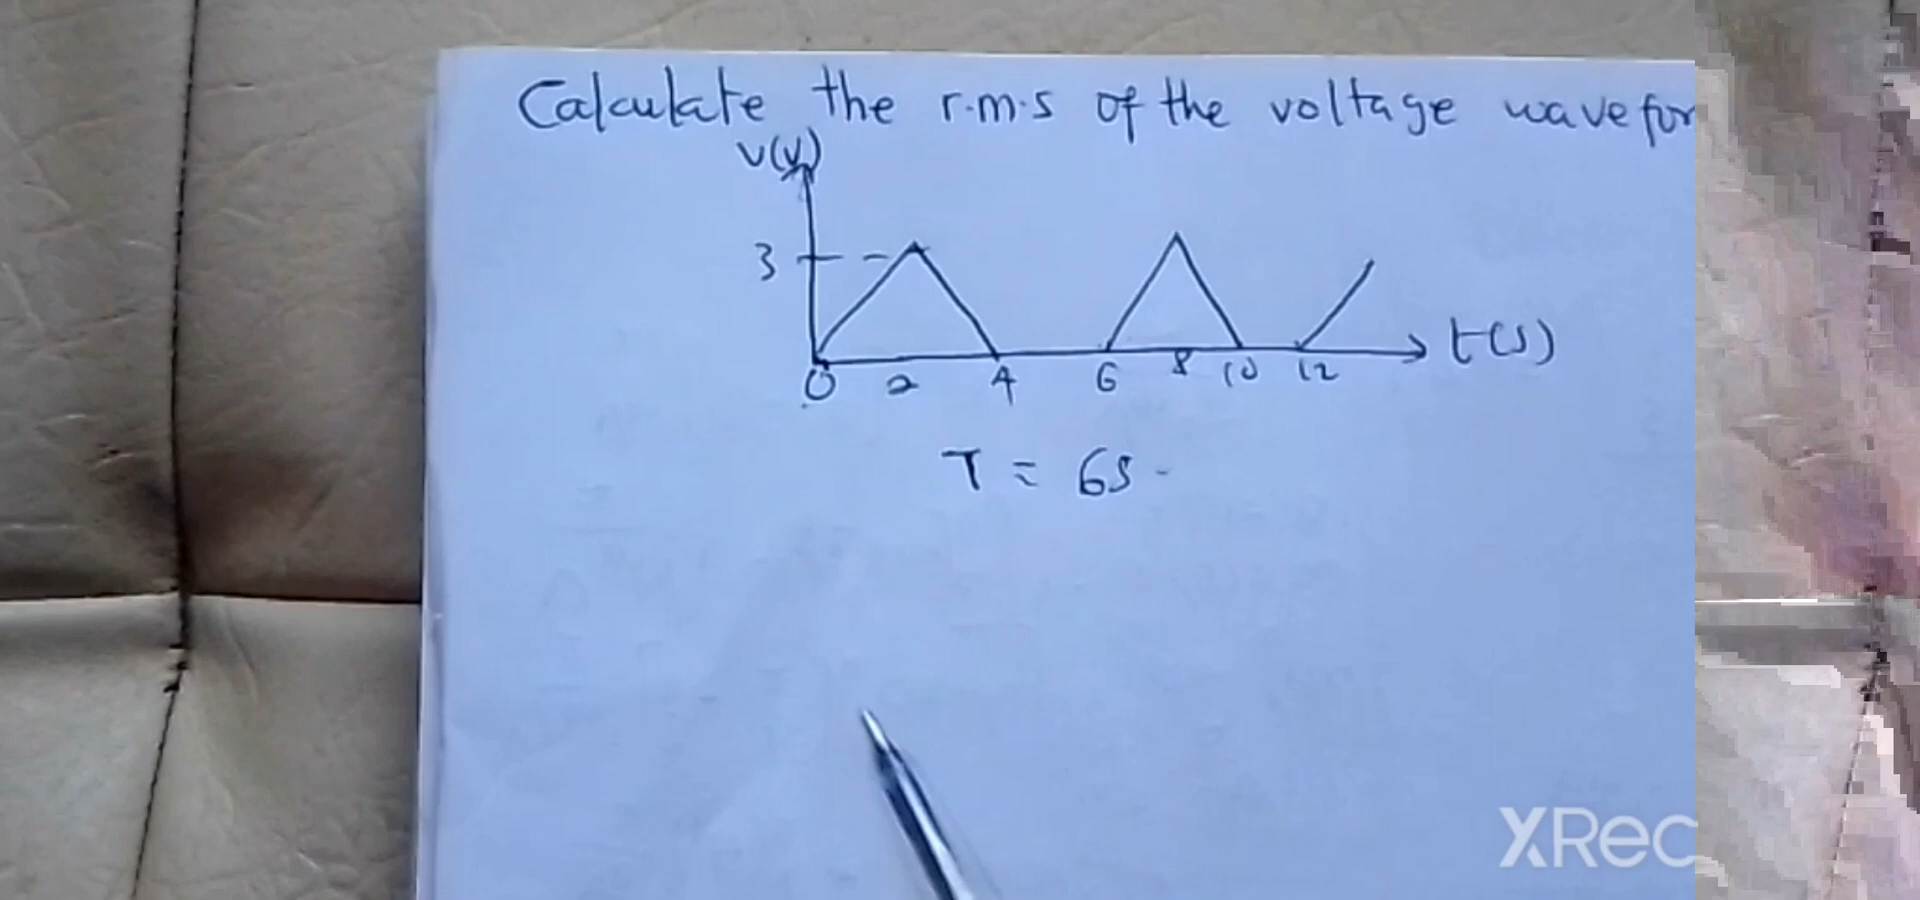 Calculate the r.m.s of the voltage wavefor
V(V)
3
0 2 4 6 8 10 12 t(s)
T = 6s
XRec